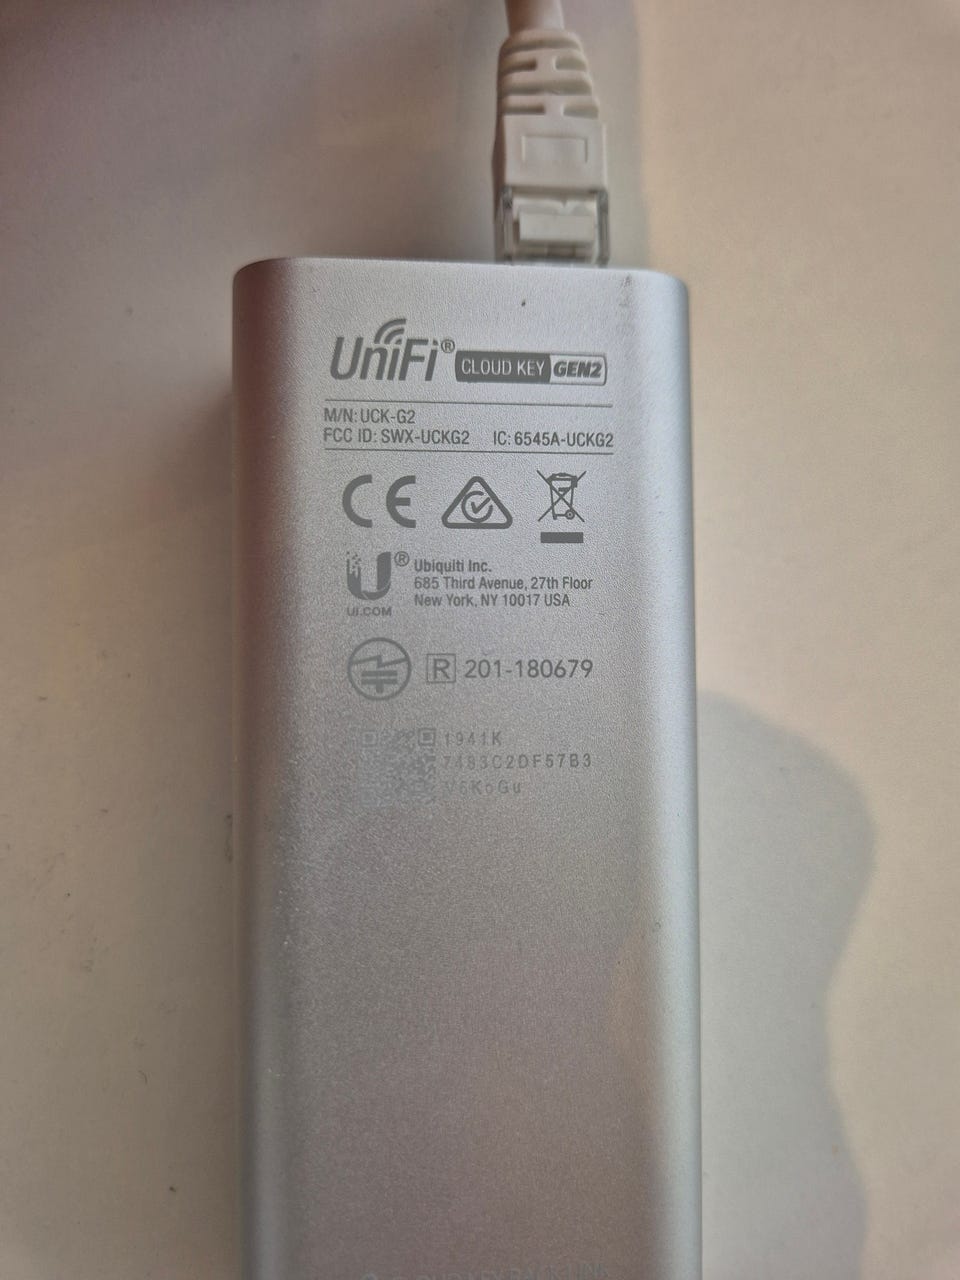 UniFi® CLOUD KEY GEN2
M/N: UCK-G2
FCC ID: SWX-UCKG2 IC: 6545A-UCKG2
CE
U® Ubiquiti Inc.
685 Third Avenue, 27th Floor
New York, NY 10017 USA
UI.COM
R 201-180679
1941K
7483C2DF57B3
V6KoGu